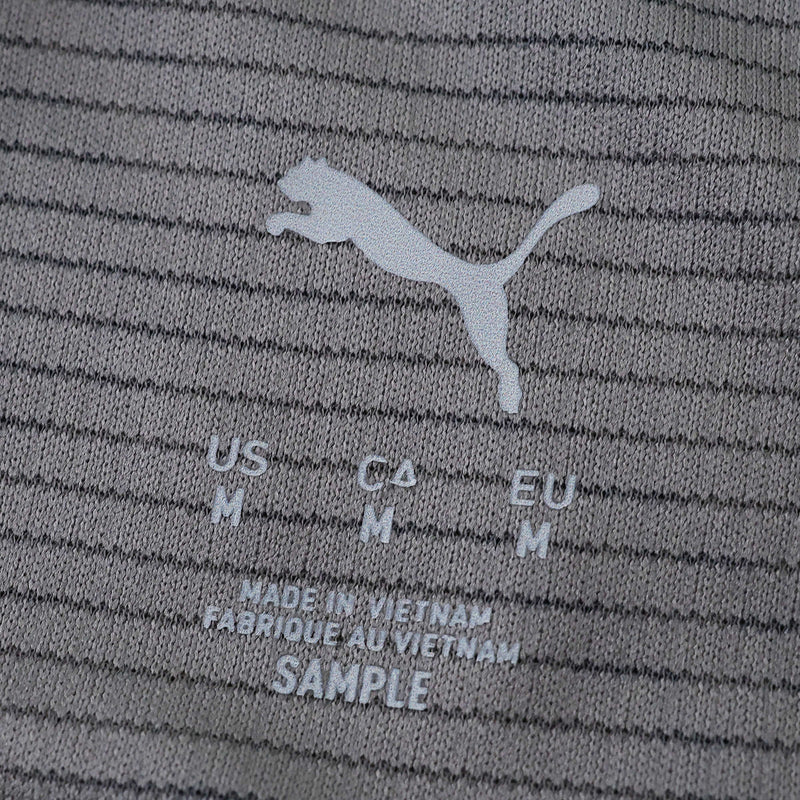 US CA EU
M M M
MADE IN VIETNAM
FABRIQUE AU VIETNAM
SAMPLE